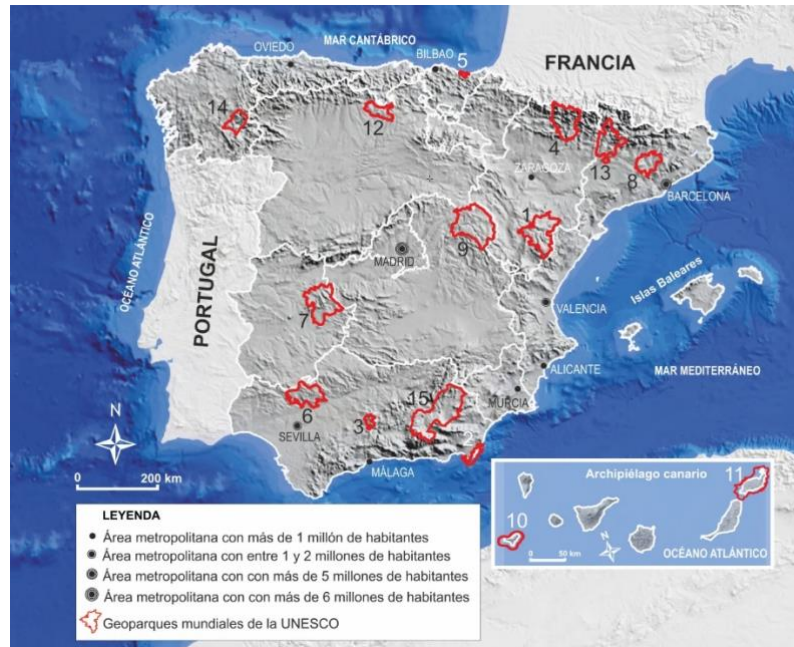 MAR CANTÁBRICO
OVIEDO
BILBAO
5
FRANCIA
14
12
4
ZARAGOZA
13
8
BARCELONA
1
9
MADRID
OCÉANO ATLÁNTICO
PORTUGAL
Islas Baleares
7
VALENCIA
MAR MEDITERRÁNEO
ALICANTE
MURCIA
15
6
3
SEVILLA
2
MÁLAGA
N
0 200 km
Archipiélago canario
11
10
N
0 50 km
OCÉANO ATLÁNTICO
LEYENDA
Área metropolitana con más de 1 millón de habitantes
Área metropolitana con entre 1 y 2 millones de habitantes
Área metropolitana con con más de 5 millones de habitantes
Área metropolitana con con más de 6 millones de habitantes
Geoparques mundiales de la UNESCO